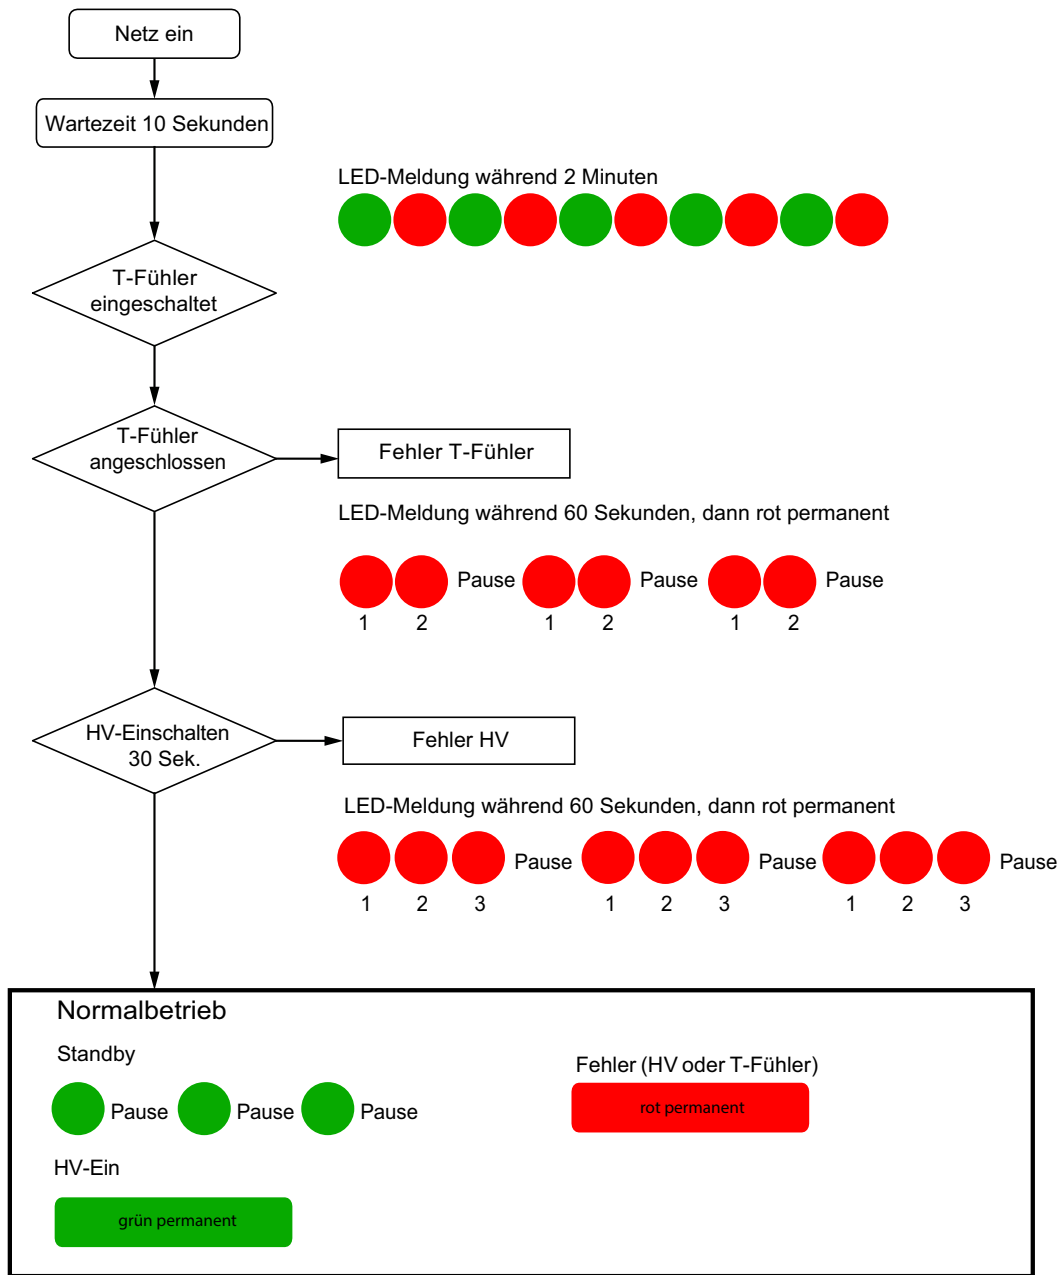 Netz ein
Wartezeit 10 Sekunden
LED-Meldung während 2 Minuten
T-Fühler
eingeschaltet
T-Fühler
angeschlossen
Fehler T-Fühler
LED-Meldung während 60 Sekunden, dann rot permanent
Pause Pause Pause
1 2 1 2 1 2
HV-Einschalten
30 Sek.
Fehler HV
LED-Meldung während 60 Sekunden, dann rot permanent
Pause Pause Pause
1 2 3 1 2 3 1 2 3
Normalbetrieb
Standby
Pause Pause Pause
HV-Ein
grün permanent
Fehler (HV oder T-Fühler)
rot permanent